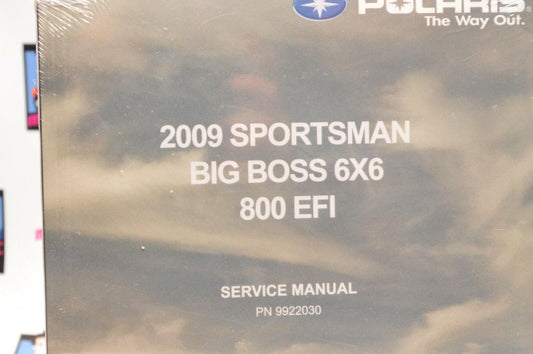 POLARIS®
The Way Out.
2009 SPORTSMAN
BIG BOSS 6X6
800 EFI
SERVICE MANUAL
PN 9922030